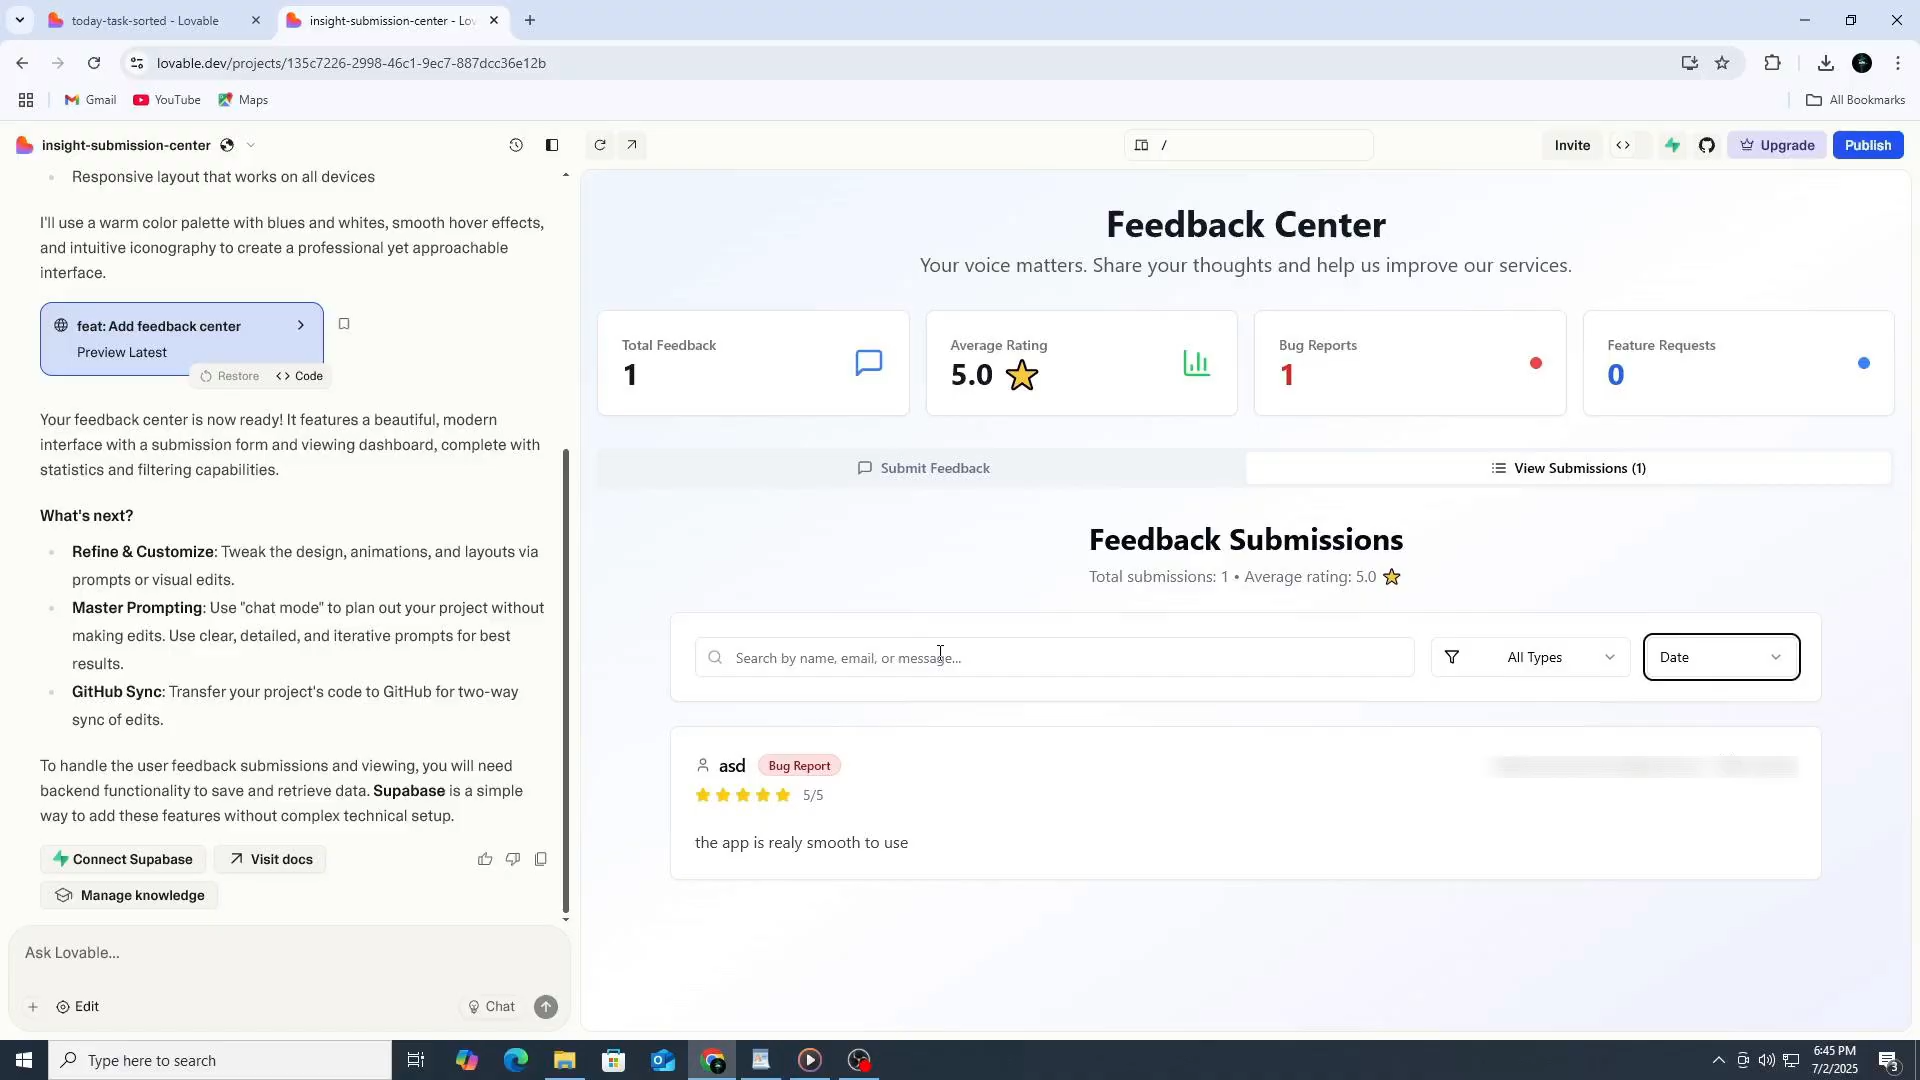 today-task-sorted - Lovable
insight-submission-center - Lov
lovable.dev/projects/135c7226-2998-46c1-9ec7-887dcc36e12b
Gmail
YouTube
Maps
All Bookmarks
insight-submission-center
/
Invite
Upgrade
Publish
Responsive layout that works on all devices
I'll use a warm color palette with blues and whites, smooth hover effects,
and intuitive iconography to create a professional yet approachable
interface.
feat: Add feedback center
Preview Latest
Restore
Code
Your feedback center is now ready! It features a beautiful, modern
interface with a submission form and viewing dashboard, complete with
statistics and filtering capabilities.
What's next?
Refine & Customize: Tweak the design, animations, and layouts via
prompts or visual edits.
Master Prompting: Use "chat mode" to plan out your project without
making edits. Use clear, detailed, and iterative prompts for best
results.
GitHub Sync: Transfer your project's code to GitHub for two-way
sync of edits.
To handle the user feedback submissions and viewing, you will need
backend functionality to save and retrieve data. Supabase is a simple
way to add these features without complex technical setup.
Connect Supabase
Visit docs
Manage knowledge
Ask Lovable...
Edit
Chat
Feedback Center
Your voice matters. Share your thoughts and help us improve our services.
Total Feedback
1
Average Rating
5.0
Bug Reports
1
Feature Requests
0
Submit Feedback
View Submissions (1)
Feedback Submissions
Total submissions: 1 • Average rating: 5.0
Search by name, email, or message...
All Types
Date
asd
Bug Report
5/5
the app is realy smooth to use
Type here to search
6:45 PM
7/2/2025
3